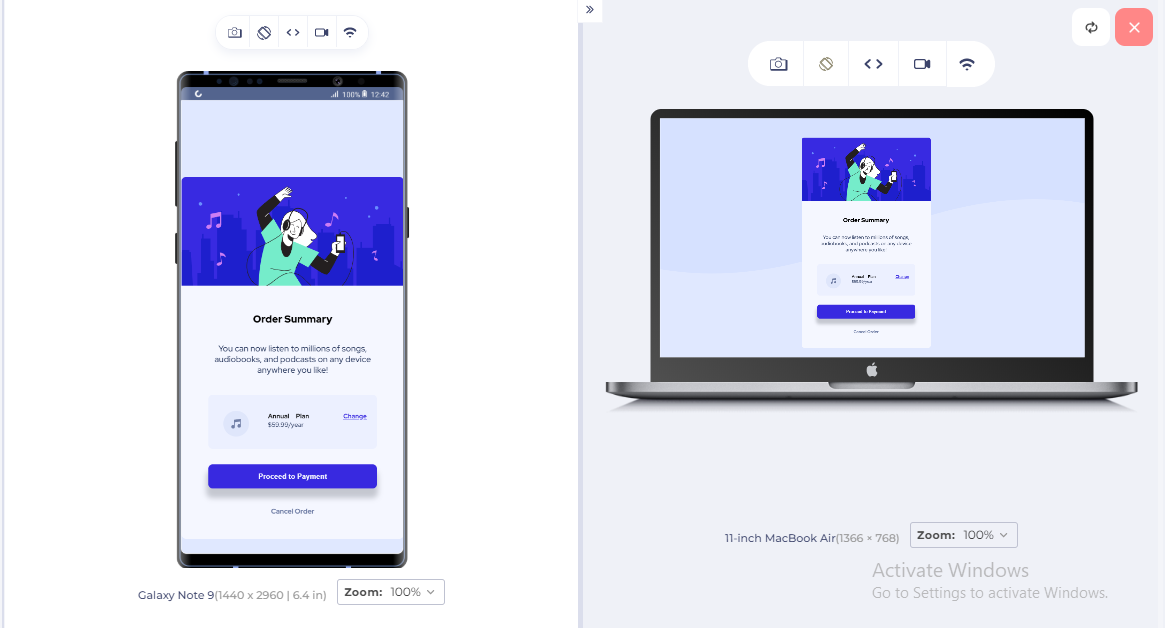 100% 12:42
Order Summary
You can now listen to millions of songs,
audiobooks, and podcasts on any device
anywhere you like!
Annual Plan
$59.99/year
Change
Proceed to Payment
Cancel Order
Galaxy Note 9(1440 x 2960 | 6.4 in)
Zoom: 100%
Order Summary
You can now listen to millions of songs,
audiobooks, and podcasts on any device
anywhere you like!
Annual Plan
$59.99/year
Change
Proceed to Payment
Cancel Order
11-inch MacBook Air(1366 × 768)
Zoom: 100%
Activate Windows
Go to Settings to activate Windows.